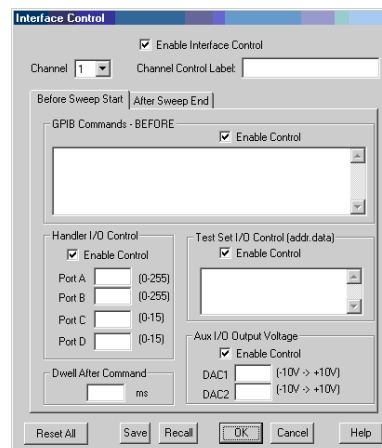 Interface Control
Enable Interface Control
Channel 1 Channel Control Label:
Before Sweep Start After Sweep End
GPIB Commands - BEFORE
Enable Control
Handler I/O Control
Enable Control
Port A (0-255)
Port B (0-255)
Port C (0-15)
Port D (0-15)
Test Set I/O Control (addr.data)
Enable Control
Aux I/O Output Voltage
Enable Control
DAC1 (-10V -> +10V)
DAC2 (-10V -> +10V)
Dwell After Command
ms
Reset All Save Recall OK Cancel Help